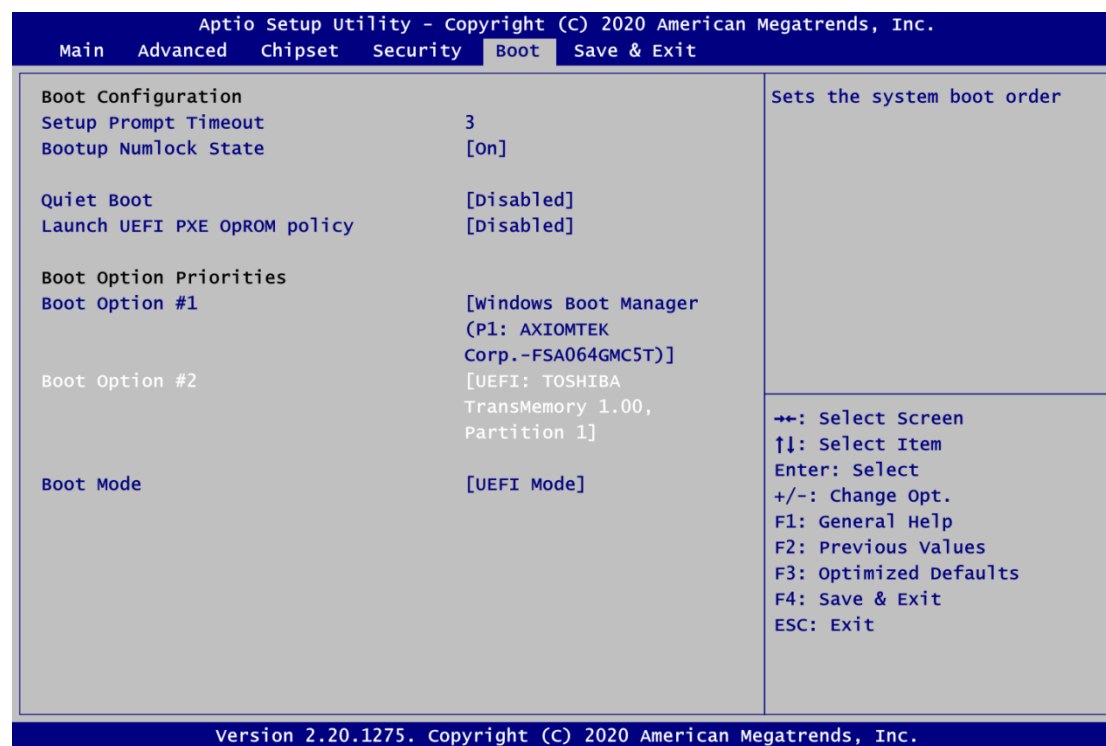 Aptio Setup Utility – Copyright (C) 2020 American Megatrends, Inc.
Main Advanced Chipset Security Boot Save & Exit
Boot Configuration
Setup Prompt Timeout 3
Bootup Numlock State [On]
Quiet Boot [Disabled]
Launch UEFI PXE OpROM policy [Disabled]
Boot Option Priorities
Boot Option #1 [Windows Boot Manager
(P1: AXIOMTEK
Corp.-FSA064GMC5T)]
Boot Option #2 [UEFI: TOSHIBA
TransMemory 1.00,
Partition 1]
Boot Mode [UEFI Mode]
Sets the system boot order
→←: Select Screen
↑↓: Select Item
Enter: Select
+/-: Change Opt.
F1: General Help
F2: Previous Values
F3: Optimized Defaults
F4: Save & Exit
ESC: Exit
Version 2.20.1275. Copyright (C) 2020 American Megatrends, Inc.